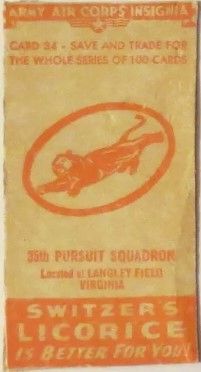 ARMY AIR CORPS INSIGNIA
CARD 34 - SAVE AND TRADE FOR
THE WHOLE SERIES OF 100 CARDS
35th PURSUIT SQUADRON
Located at LANGLEY FIELD
VIRGINIA
SWITZER'S
LICORICE
IS BETTER FOR YOU!